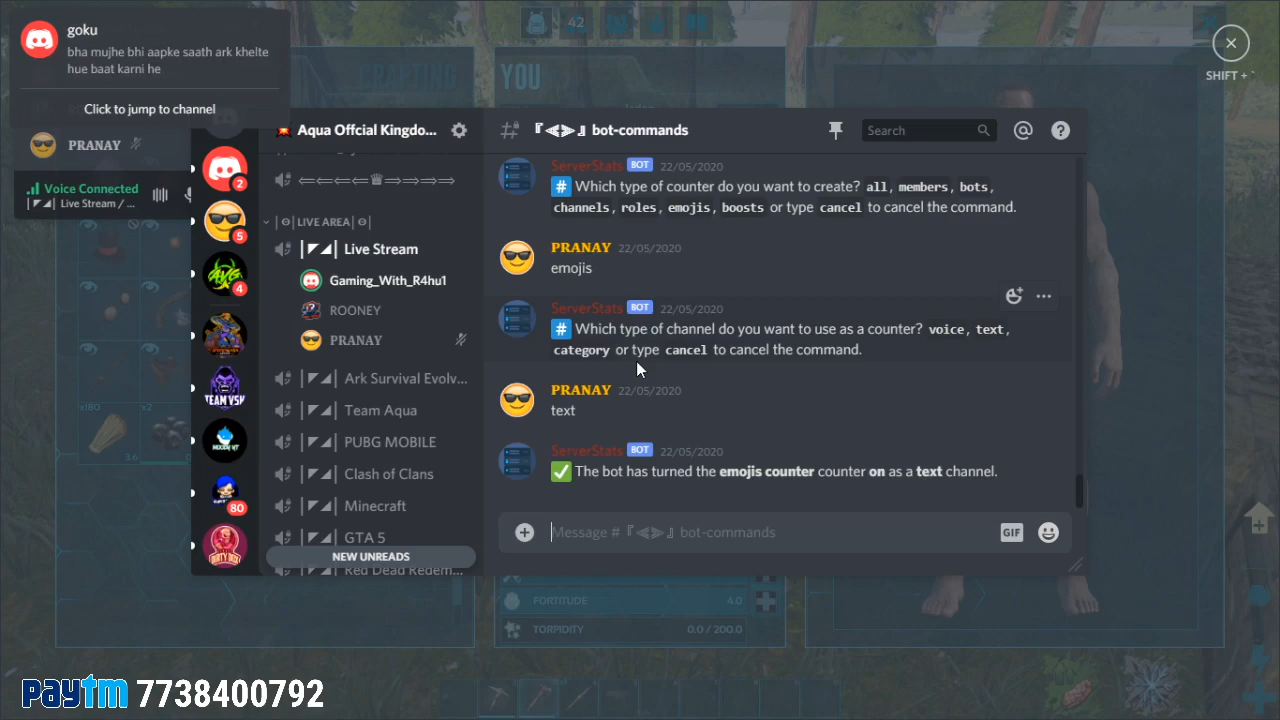 goku
bha mujhe bhi aapke saath ark khelte
hue baat karni he
Click to jump to channel
PRANAY
Voice Connected
Live Stream / ...
42
CRAFTING
YOU
SHIFT + `
2
5
4
TEAM VSK
80
Aqua Offcial Kingdo...
⇐⇐⇐⇐♛⇒⇒⇒⇒
LIVE AREA
Live Stream
Gaming_With_R4hu1
ROONEY
PRANAY
Ark Survival Evolv...
Team Aqua
PUBG MOBILE
Clash of Clans
Minecraft
GTA 5
NEW UNREADS
Red Dead Redem...
bot-commands
Search
ServerStats BOT 22/05/2020
# Which type of counter do you want to create? all, members, bots,
channels, roles, emojis, boosts or type cancel to cancel the command.
PRANAY 22/05/2020
emojis
ServerStats BOT 22/05/2020
# Which type of channel do you want to use as a counter? voice, text,
category or type cancel to cancel the command.
PRANAY 22/05/2020
text
ServerStats BOT 22/05/2020
✅ The bot has turned the emojis counter counter on as a text channel.
Message # 『⋞⋟』 bot-commands
GIF
x180
x2
3.6
FORTITUDE 4.0
TORPIDITY 0.0 / 200.0
paytm 7738400792